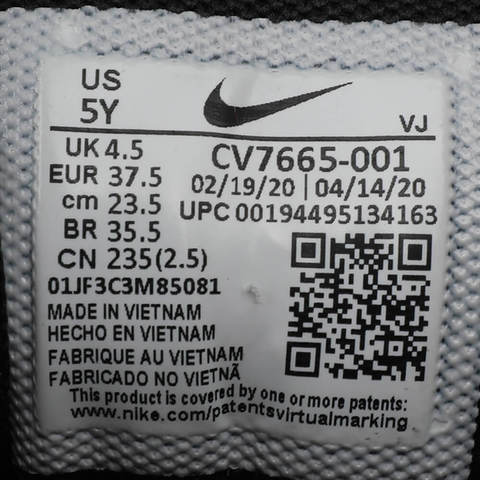 US
5Y
VJ
UK 4.5
EUR 37.5
cm 23.5
BR 35.5
CN 235(2.5)
CV7665-001
02/19/20 | 04/14/20
UPC 00194495134163
01JF3C3M85081
MADE IN VIETNAM
HECHO EN VIETNAM
FABRIQUE AU VIETNAM
FABRICADO NO VIETNÃ
This product is covered by one or more patents:
www.nike.com/patentsvirtualmarking